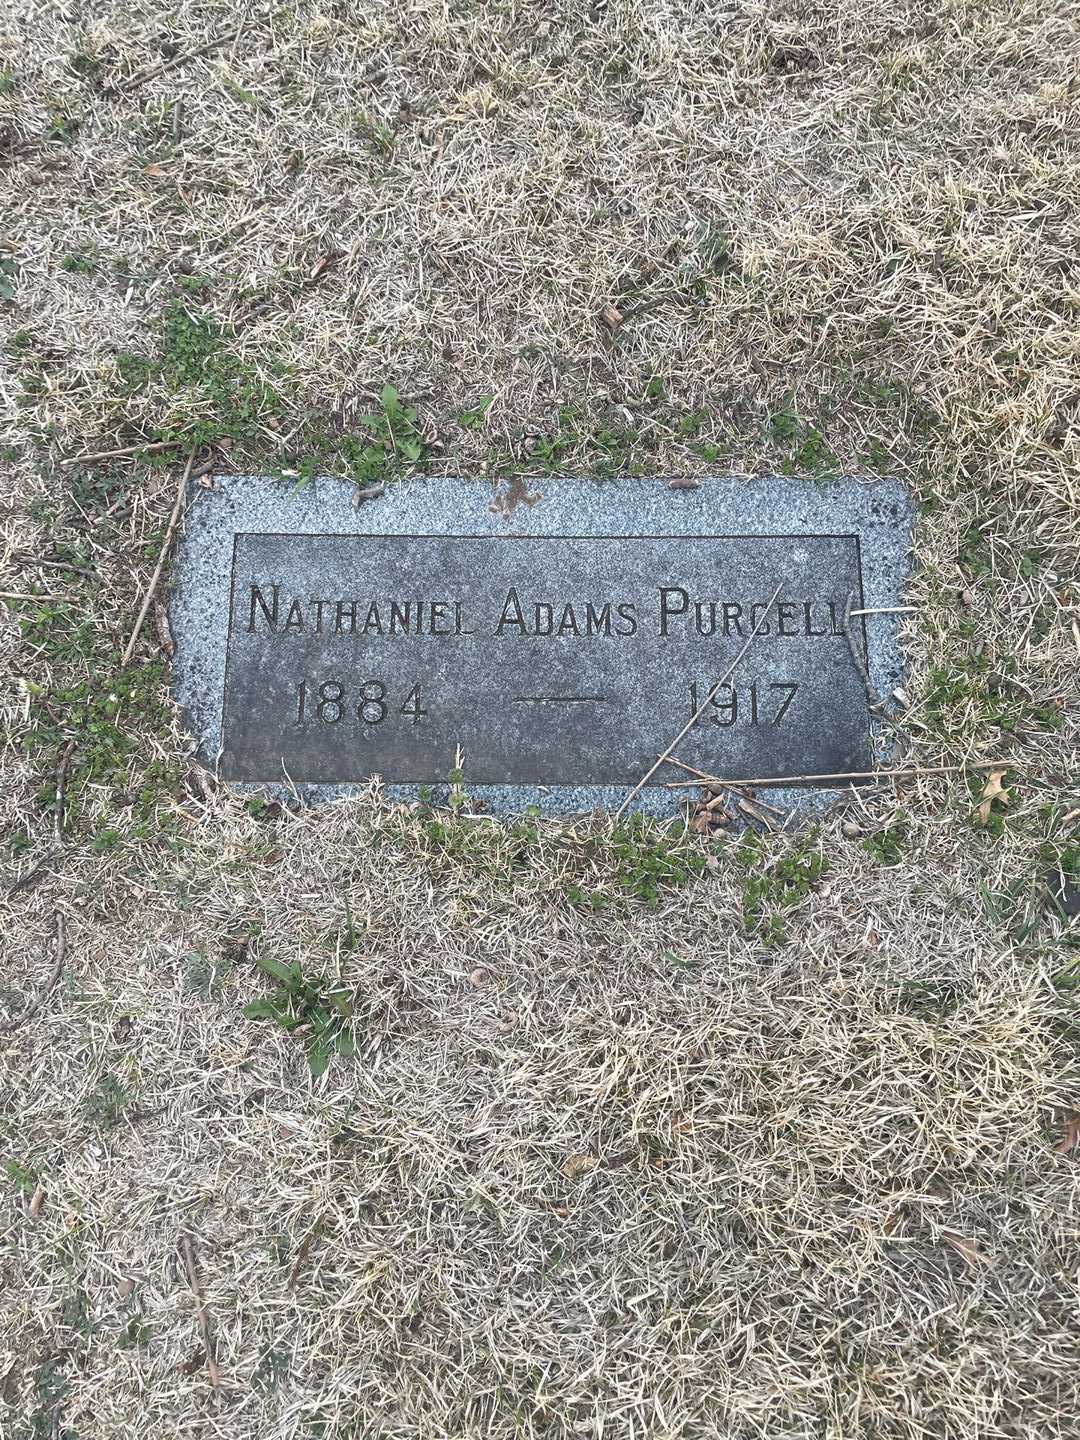 NATHANIEL ADAMS PURCELL
1884 — 1917